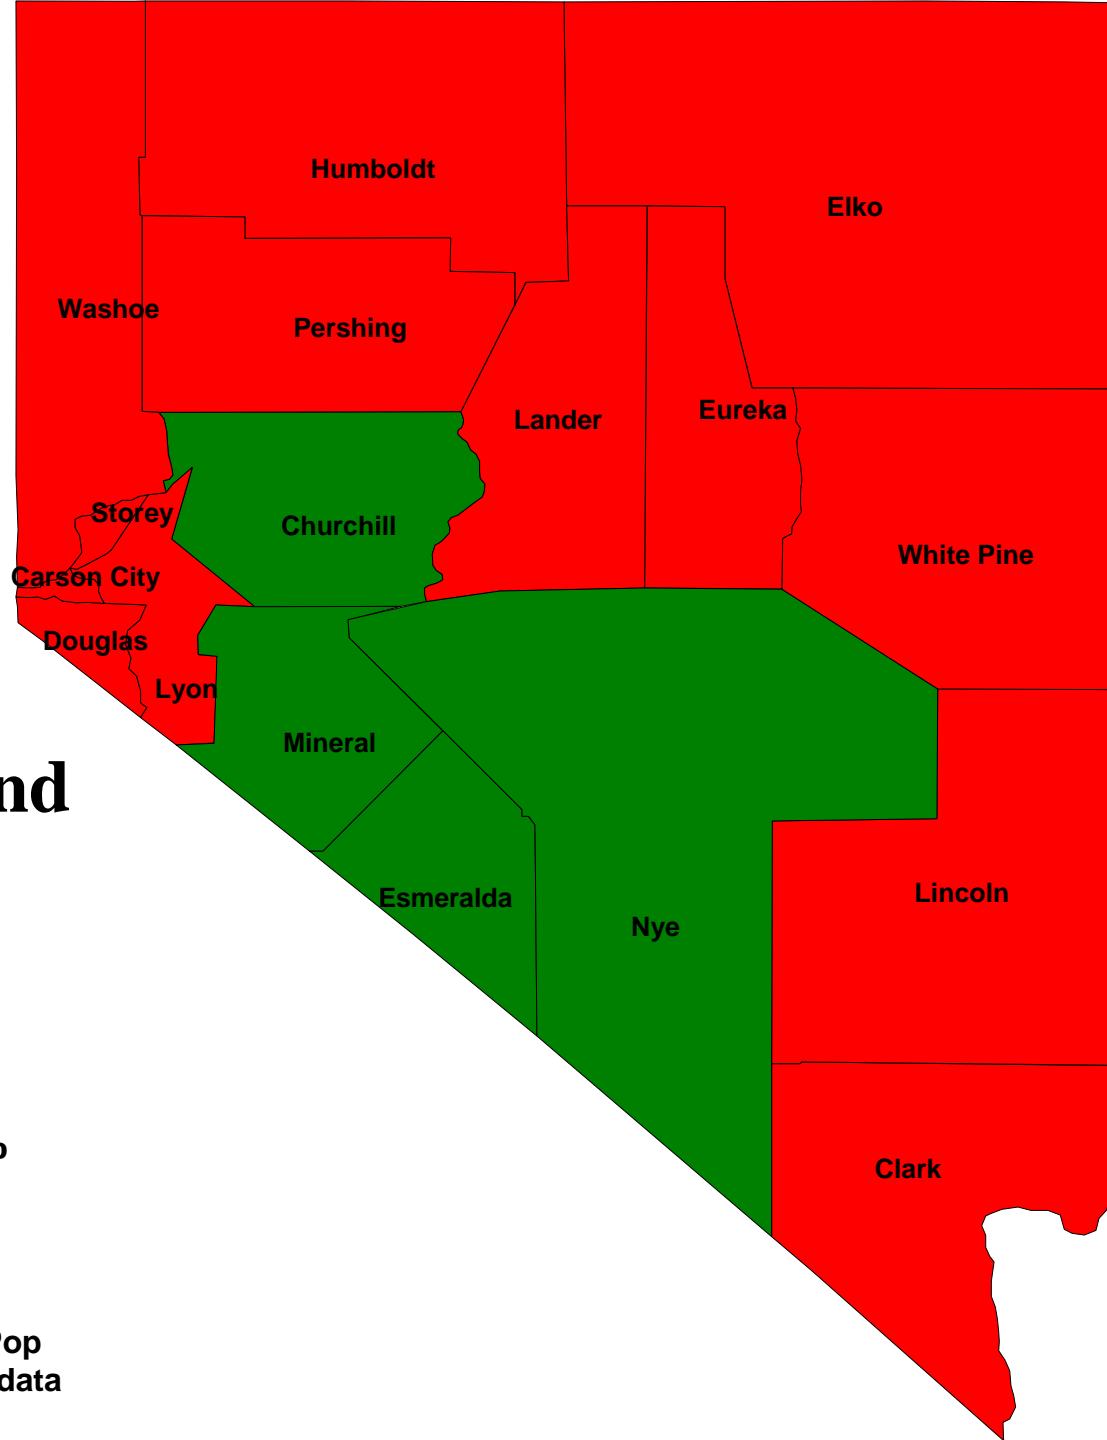 Humboldt
Elko
Washoe
Pershing
Eureka
Lander
Storey
Churchill
White Pine
Carson City
Douglas
Lyon
Mineral
nd
Lincoln
Esmeralda
Nye
Clark
op
data